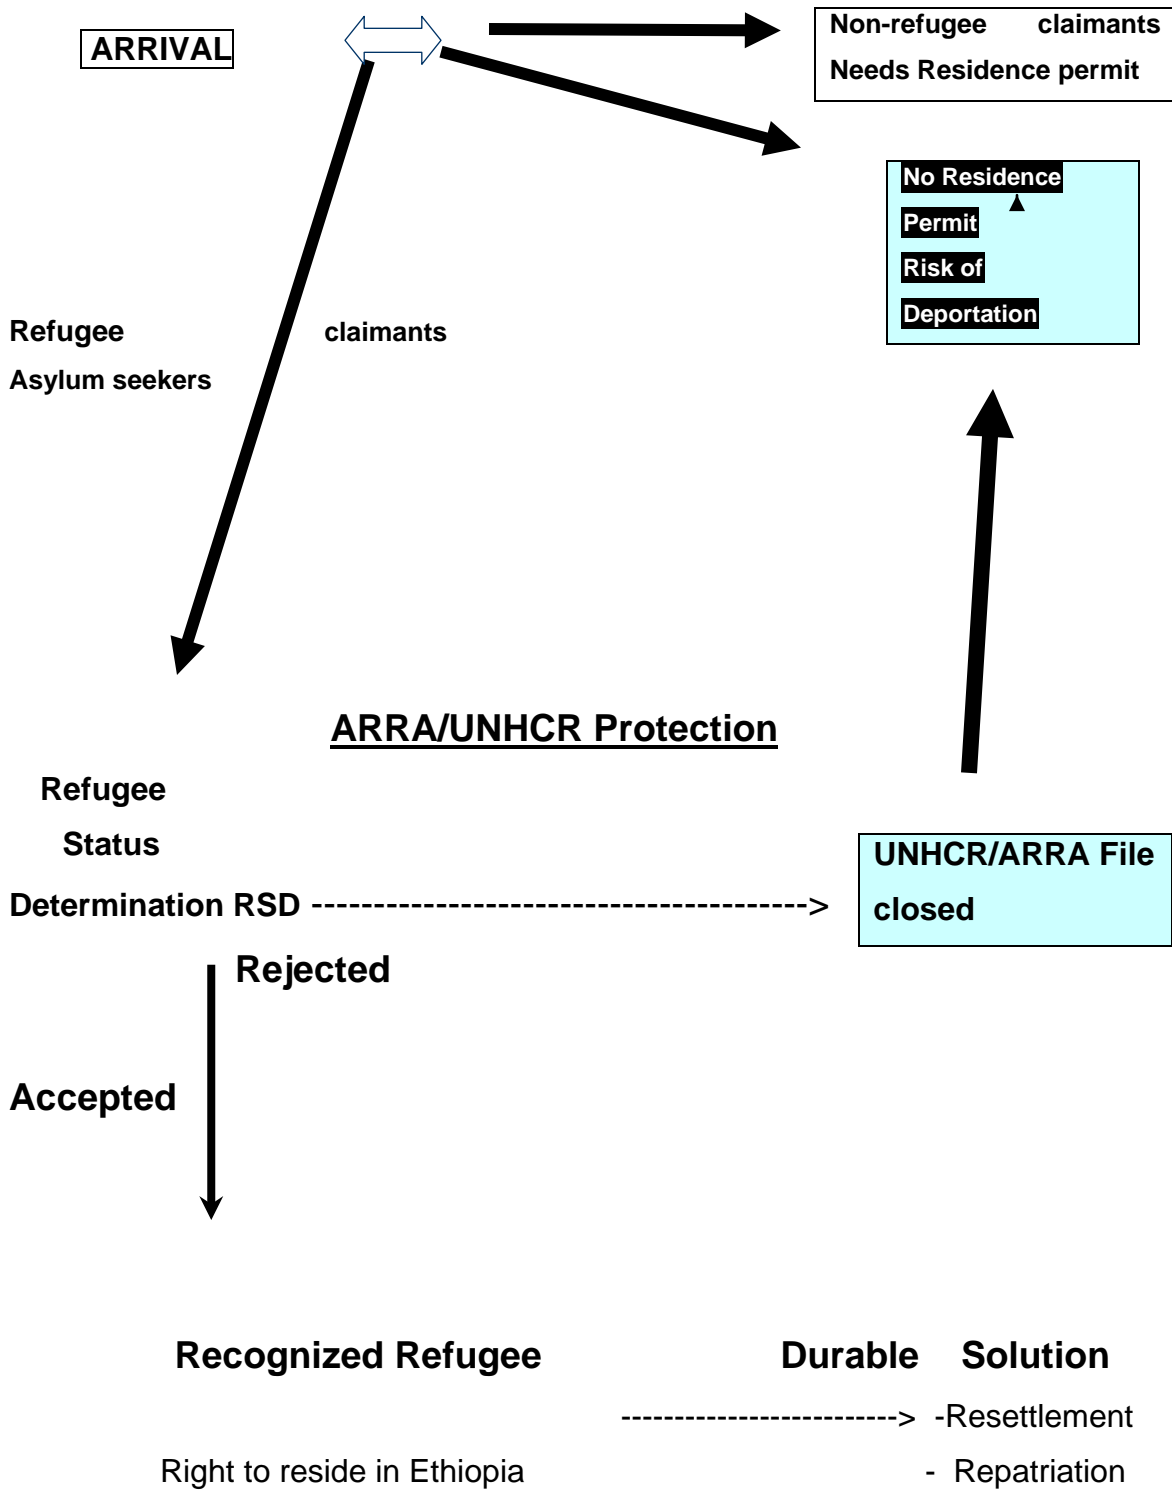 ARRIVAL
Non-refugee claimants
Needs Residence permit
No Residence
Permit
Risk of
Deportation
Refugee claimants
Asylum seekers
ARRA/UNHCR Protection
Refugee
Status
Determination RSD ---------------------------------------->
UNHCR/ARRA File
closed
Rejected
Accepted
Recognized Refugee Durable Solution
--------------------------> -Resettlement
Right to reside in Ethiopia - Repatriation